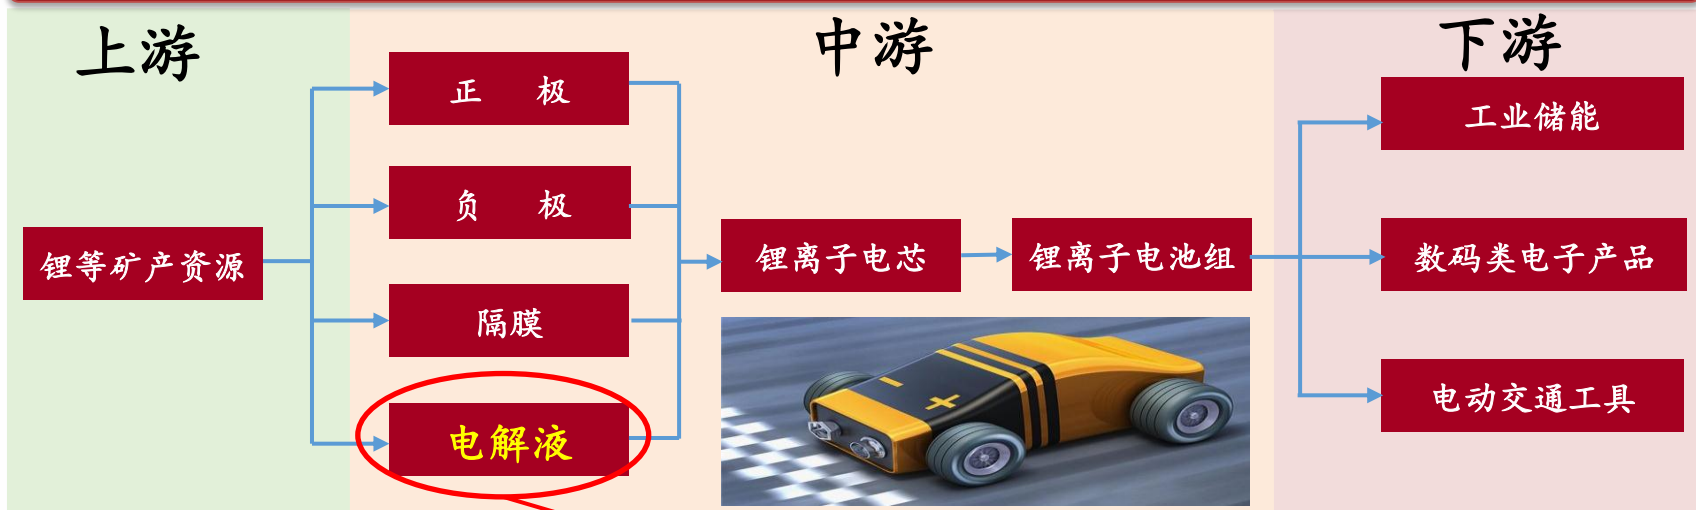 上游
中游
下游
正 极
负 极
隔膜
电解液
锂等矿产资源
锂离子电芯
锂离子电池组
工业储能
数码类电子产品
电动交通工具